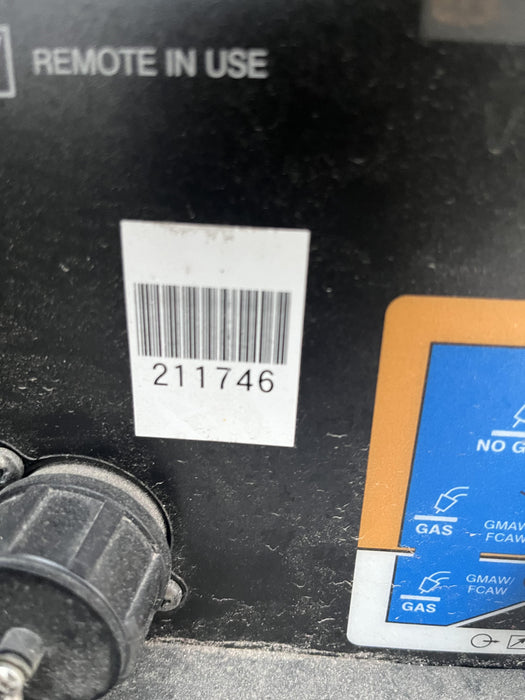 REMOTE IN USE
211746
NO G
GAS
GMAW/
FCAW
GAS
GMAW/
FCAW